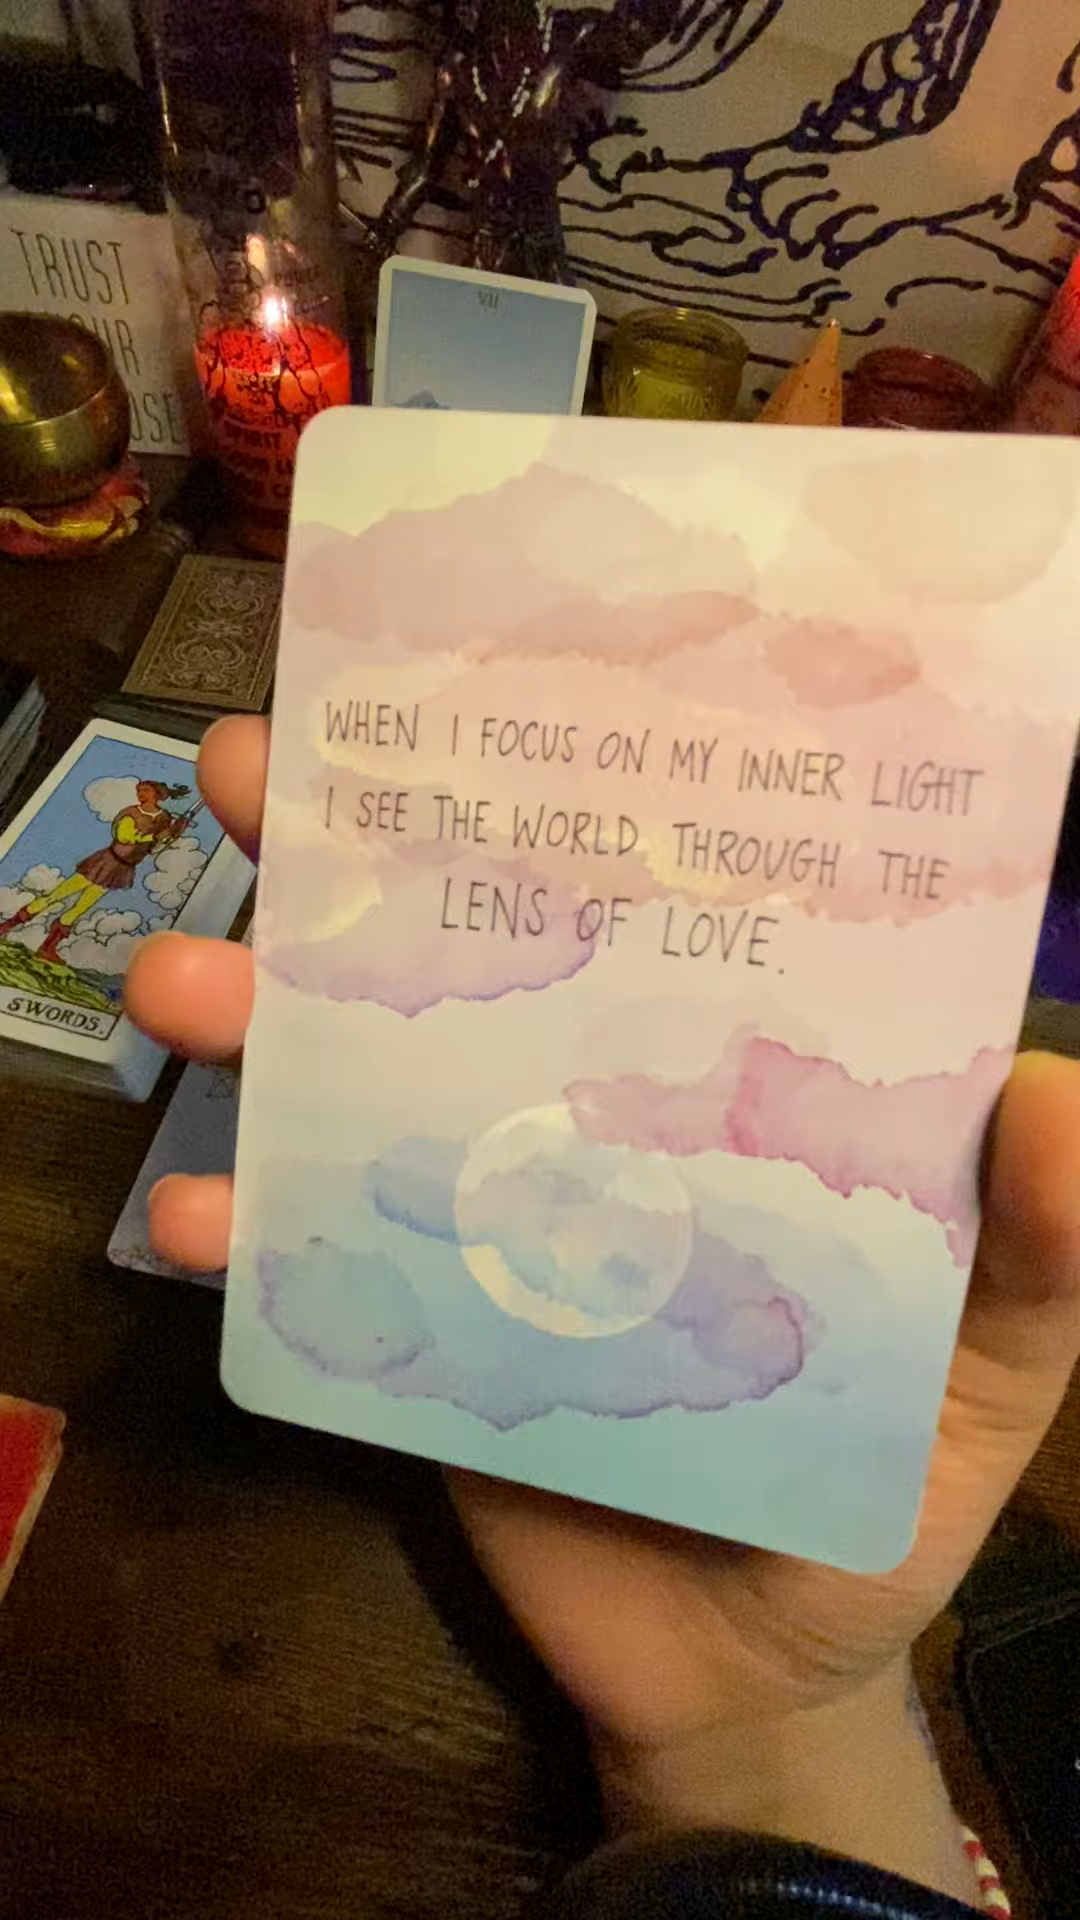 TRUST
VII
WHEN I FOCUS ON MY INNER LIGHT
I SEE THE WORLD THROUGH THE
LENS OF LOVE.
SWORDS.